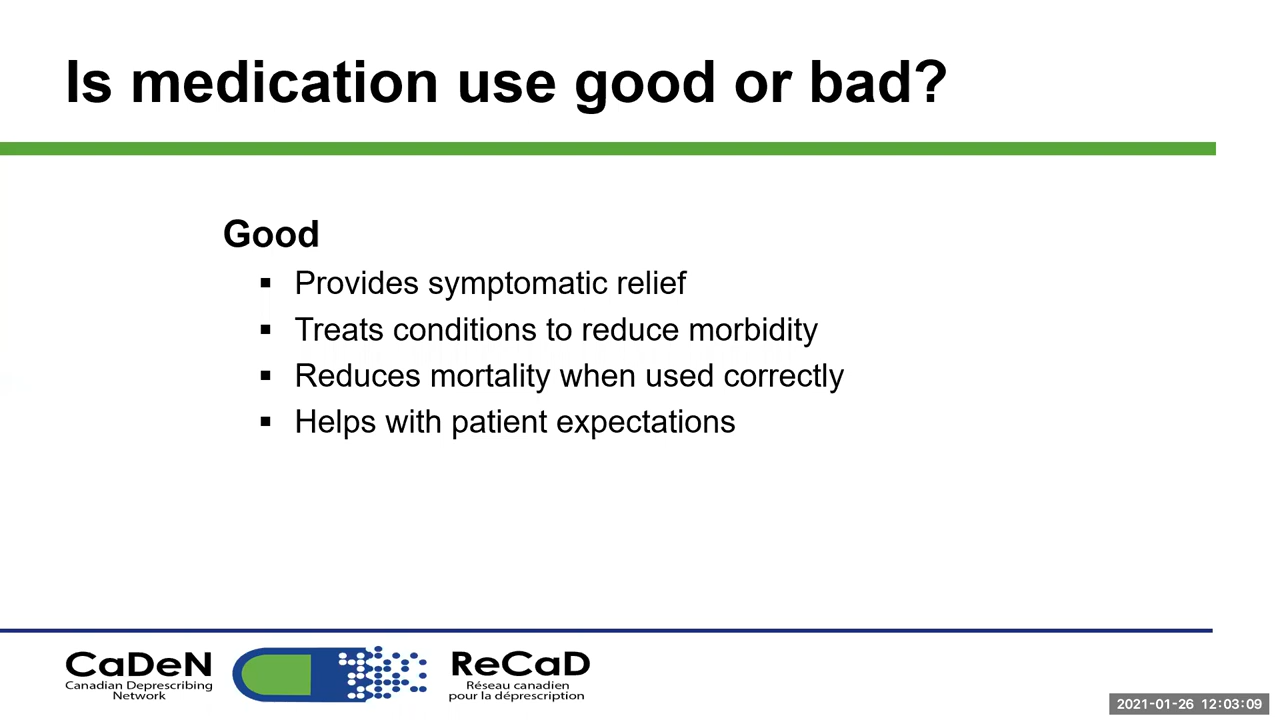 Is medication use good or bad?
Good
▪ Provides symptomatic relief
▪ Treats conditions to reduce morbidity
▪ Reduces mortality when used correctly
▪ Helps with patient expectations
CaDeN
Canadian Deprescribing
Network
ReCaD
Réseau canadien
pour la déprescription
2021-01-26 12:03:09